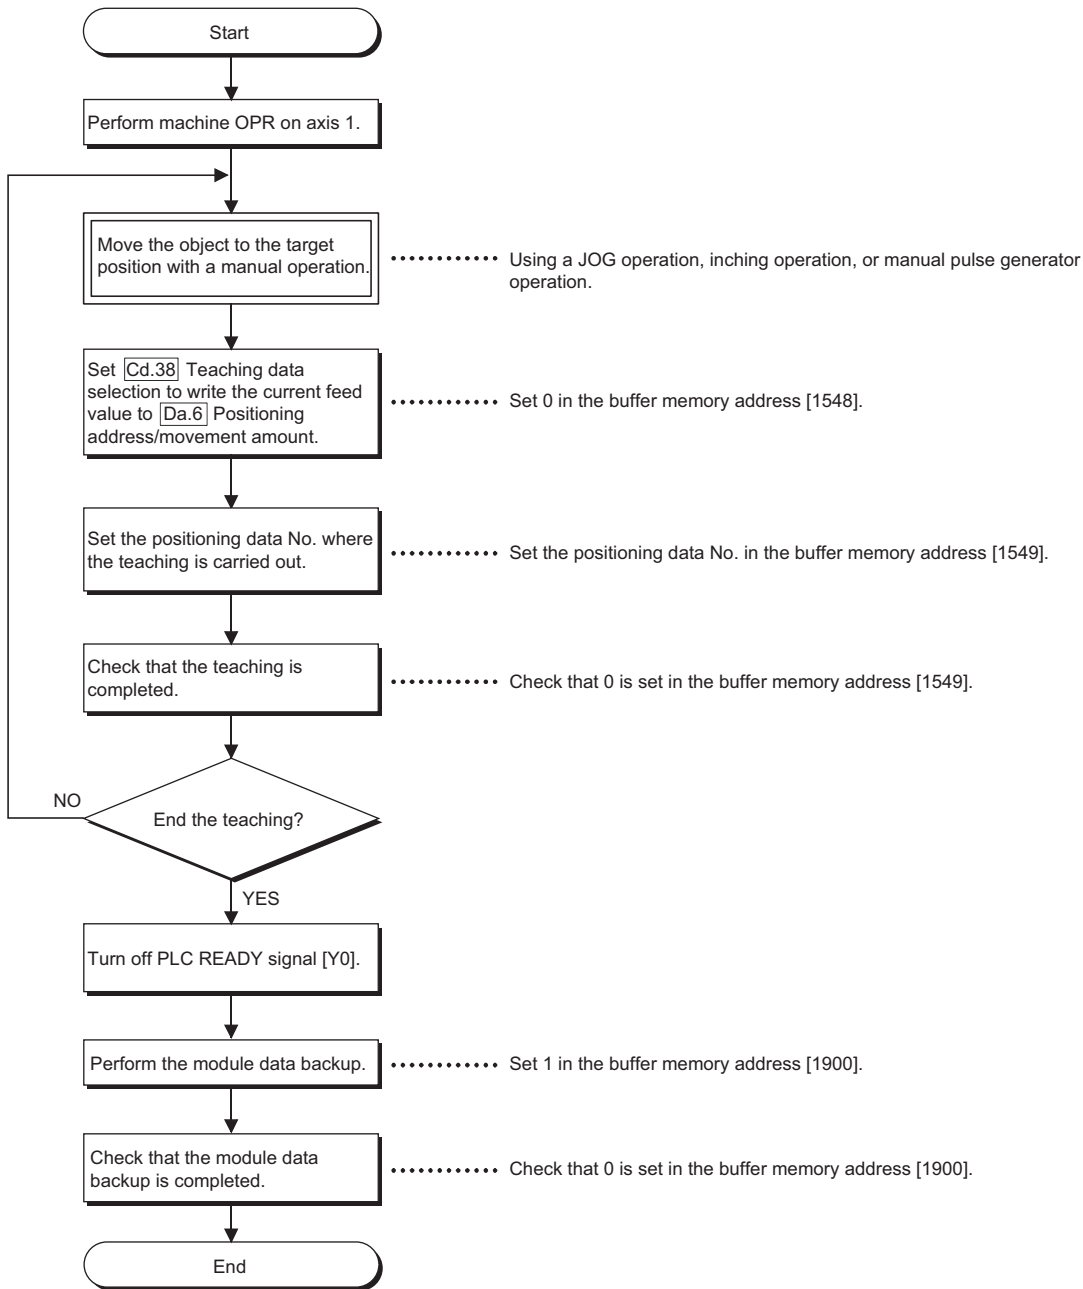 Start
Perform machine OPR on axis 1.
Move the object to the target
position with a manual operation.
Using a JOG operation, inching operation, or manual pulse generator
operation.
Set Cd.38 Teaching data
selection to write the current feed
value to Da.6 Positioning
address/movement amount.
Set 0 in the buffer memory address [1548].
Set the positioning data No. where
the teaching is carried out.
Set the positioning data No. in the buffer memory address [1549].
Check that the teaching is
completed.
Check that 0 is set in the buffer memory address [1549].
NO
End the teaching?
YES
Turn off PLC READY signal [Y0].
Perform the module data backup.
Set 1 in the buffer memory address [1900].
Check that the module data
backup is completed.
Check that 0 is set in the buffer memory address [1900].
End